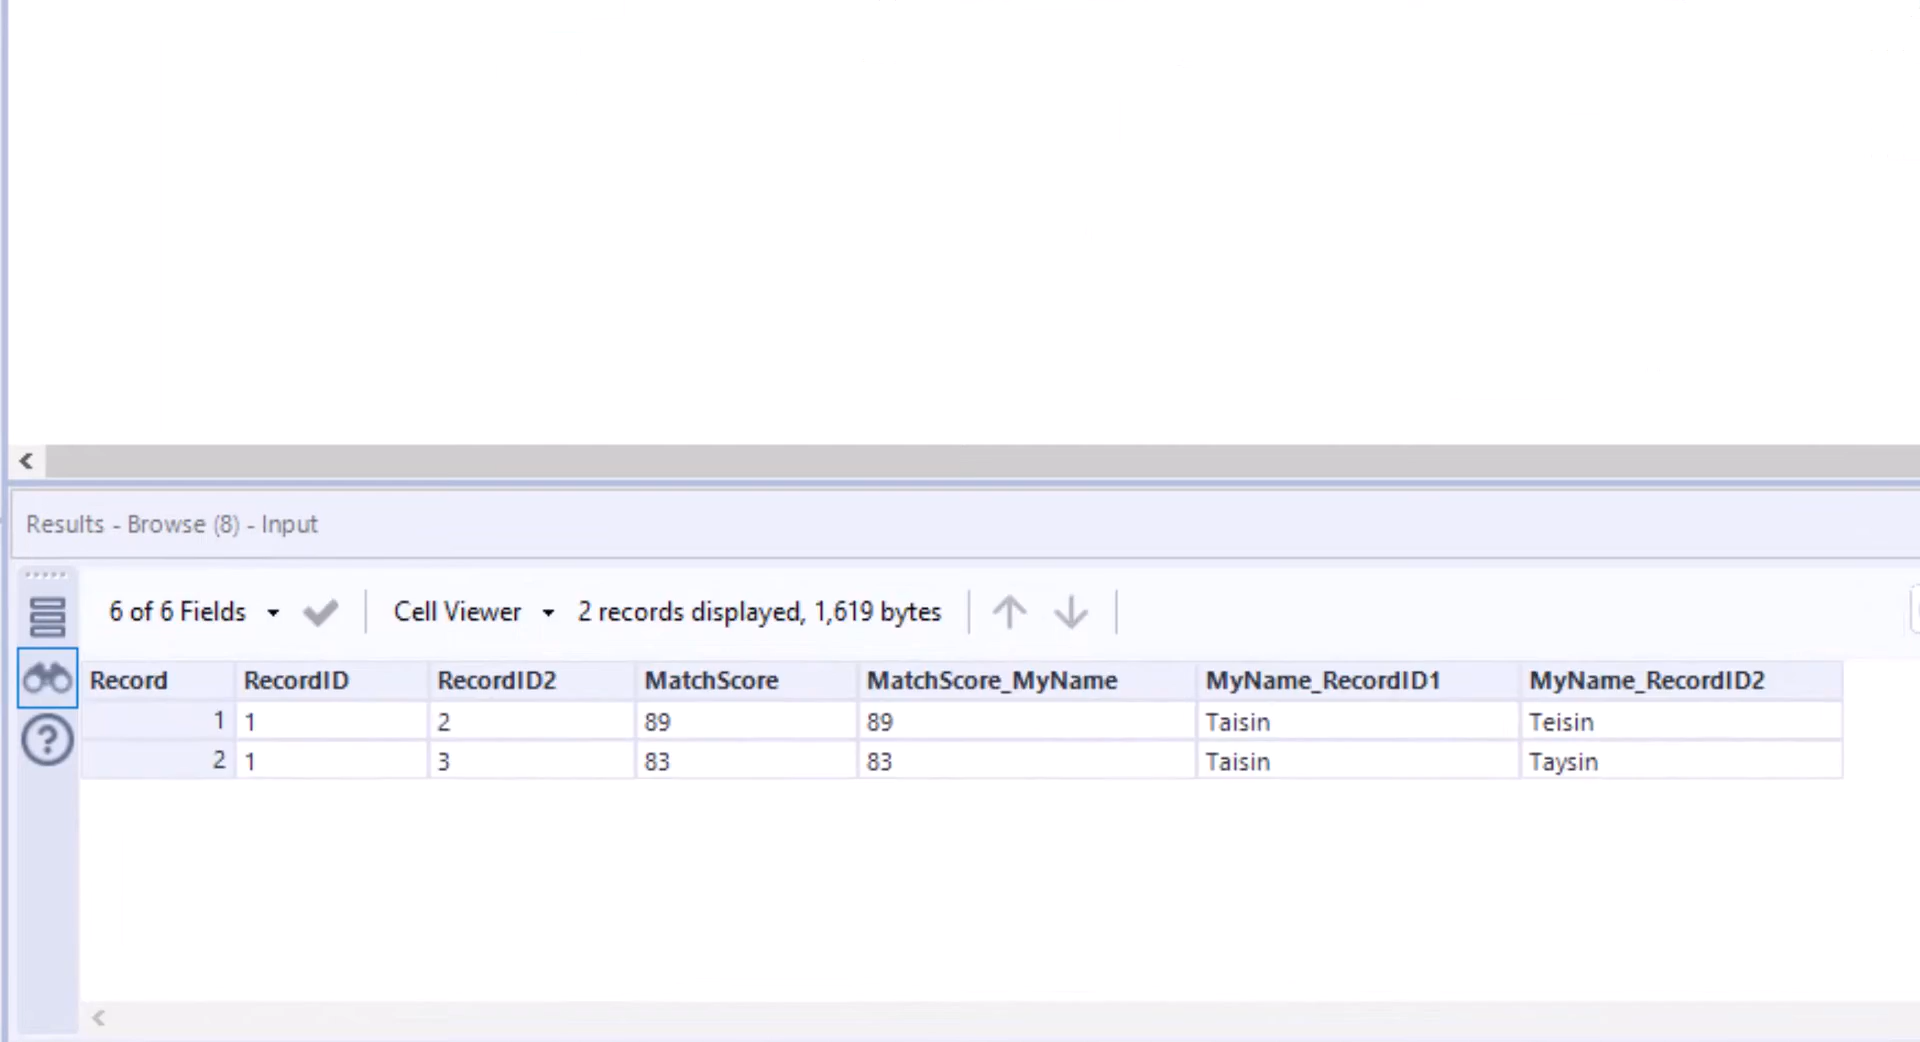 Results - Browse (8) - Input
6 of 6 Fields Cell Viewer 2 records displayed, 1,619 bytes
Record RecordID RecordID2 MatchScore MatchScore_MyName MyName_RecordID1 MyName_RecordID2
1 1 2 89 89 Taisin Teisin
2 1 3 83 83 Taisin Taysin